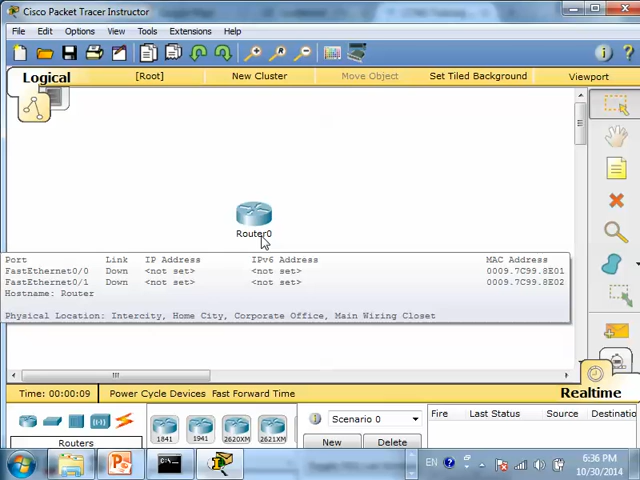 Cisco Packet Tracer Instructor
File Edit Options View Tools Extensions Help
Logical [Root] New Cluster Move Object Set Tiled Background Viewport
Router0
Port Link IP Address IPv6 Address MAC Address
FastEthernet0/0 Down <not set> <not set> 0009.7C99.8E01
FastEthernet0/1 Down <not set> <not set> 0009.7C99.8E02
Hostname: Router
Physical Location: Intercity, Home City, Corporate Office, Main Wiring Closet
Time: 00:00:09 Power Cycle Devices Fast Forward Time Realtime
Scenario 0 Fire Last Status Source Destinatio
1841 1941 2620XM 2621XM
Routers New Delete
EN 6:36 PM
10/30/2014